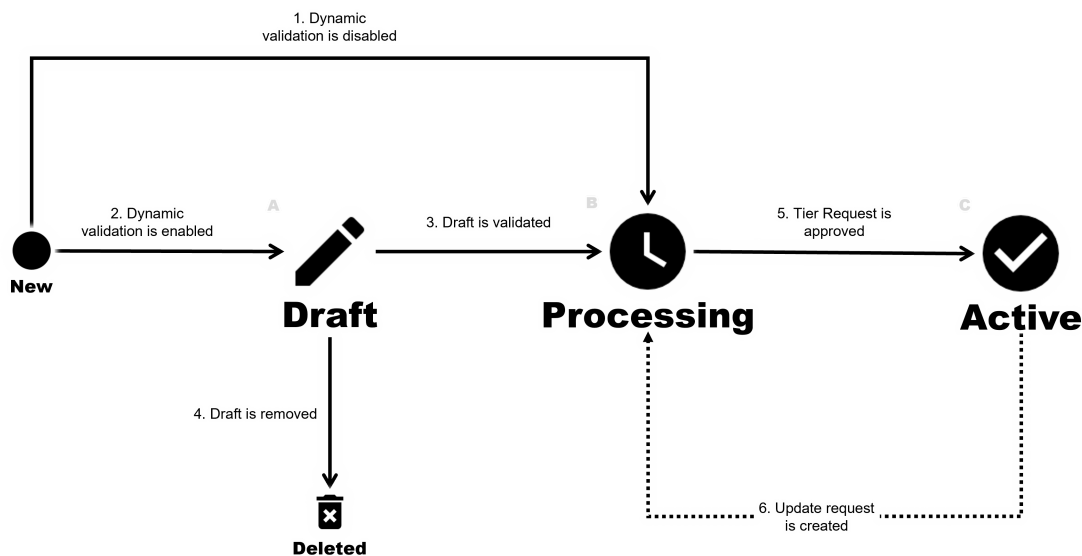 1. Dynamic
validation is disabled
2. Dynamic
validation is enabled
A
3. Draft is validated
B
5. Tier Request is
approved
C
New
Draft
Processing
Active
4. Draft is removed
6. Update request
is created
Deleted